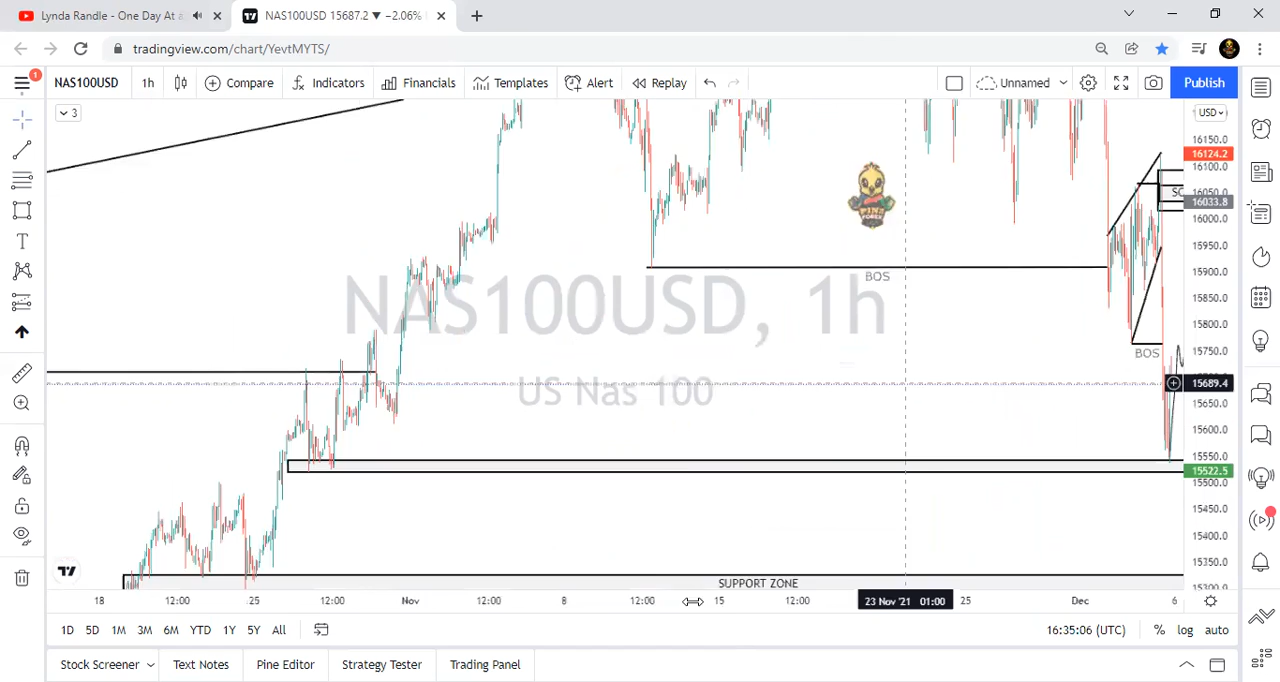 Lynda Randle - One Day At a
NAS100USD 15687.2 ▼ −2.06%
tradingview.com/chart/YevtMYTS/
1
NAS100USD 1h Compare Indicators Financials Templates Alert Replay Unnamed Publish
3
USD
16150.0
16124.2
16100.0
16050.0
SC
16033.8
16000.0
15950.0
15900.0
BOS
15850.0
NAS100USD, 1h
15800.0
15750.0
BOS
15689.4
US Nas 100
15650.0
15600.0
15550.0
15522.5
15500.0
15450.0
15400.0
15350.0
15300.0
SUPPORT ZONE
PINS
FOREX
18 12:00 25 12:00 Nov 12:00 8 12:00 15 12:00 23 Nov '21 01:00 25 Dec 6
1D 5D 1M 3M 6M YTD 1Y 5Y All 16:35:06 (UTC) % log auto
Stock Screener Text Notes Pine Editor Strategy Tester Trading Panel